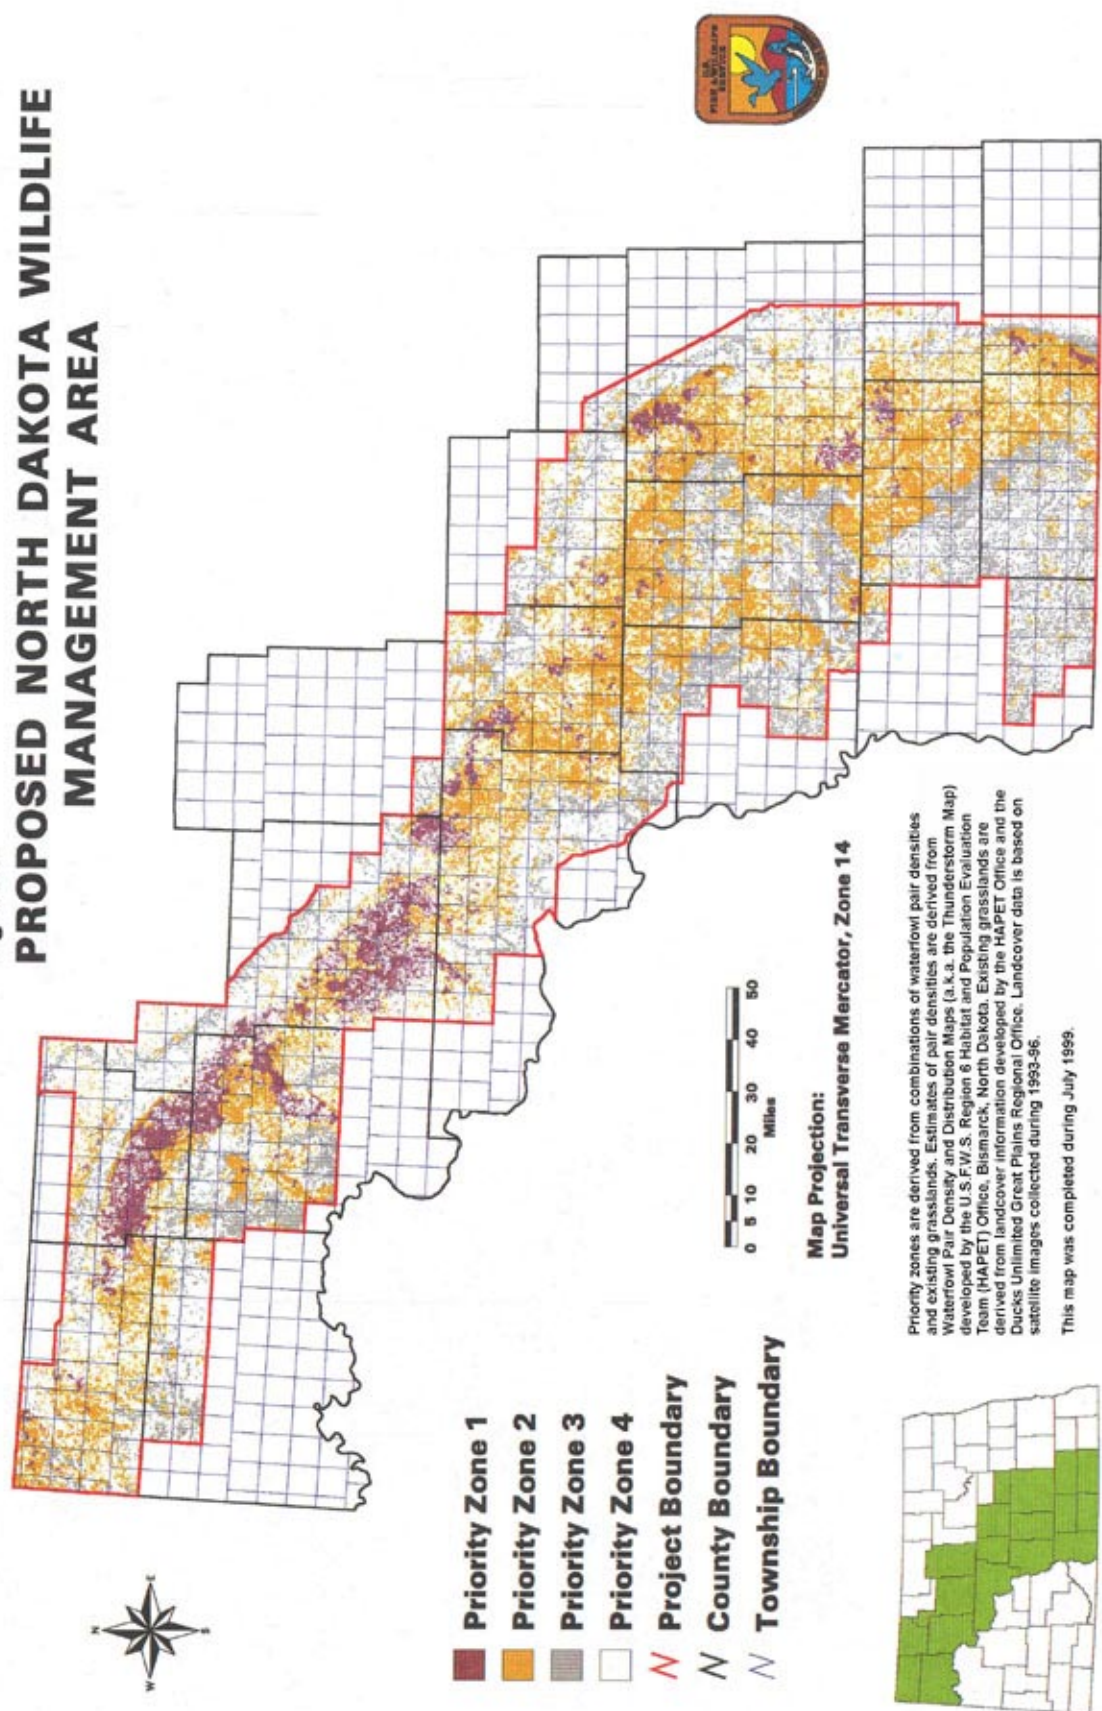 PROPOSED NORTH DAKOTA WILDLIFE
MANAGEMENT AREA
U.S.
FISH & WILDLIFE
SERVICE
N
W
E
S
Priority Zone 1
Priority Zone 2
Priority Zone 3
Priority Zone 4
Project Boundary
County Boundary
Township Boundary
0 5 10 20 30 40 50
Miles
Map Projection:
Universal Transverse Mercator, Zone 14
Priority zones are derived from combinations of waterfowl pair densities
and existing grasslands. Estimates of pair densities are derived from
Waterfowl Pair Density and Distribution Maps (a.k.a. the Thunderstorm Map)
developed by the U.S.F.W.S. Region 6 Habitat and Population Evaluation
Team (HAPET) Office, Bismarck, North Dakota. Existing grasslands are
derived from landcover information developed by the HAPET Office and the
Ducks Unlimited Great Plains Regional Office. Landcover data is based on
satellite images collected during 1993-96.
This map was completed during July 1999.